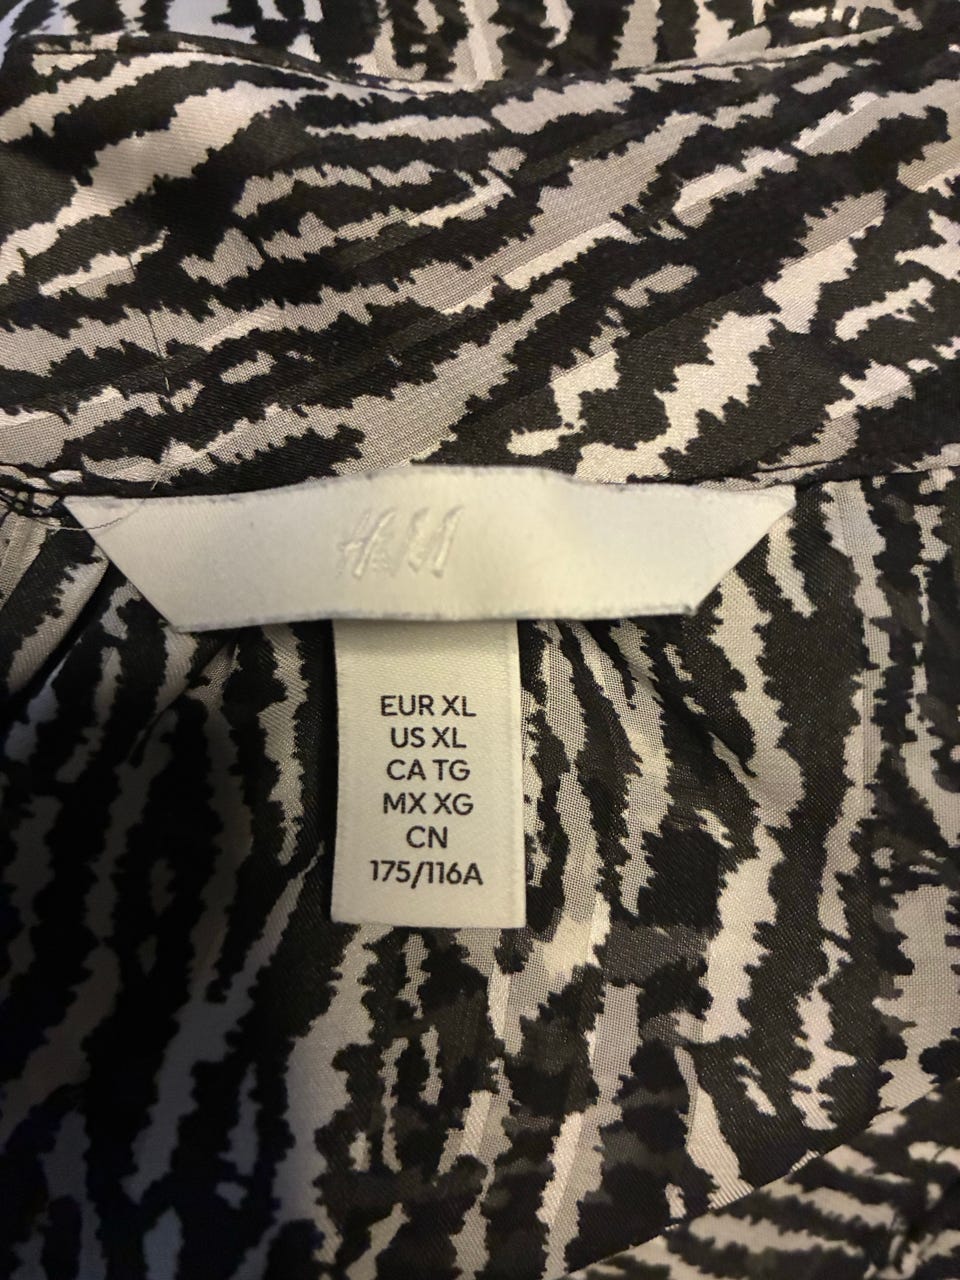 H&M
EUR XL
US XL
CA TG
MX XG
CN
175/116A